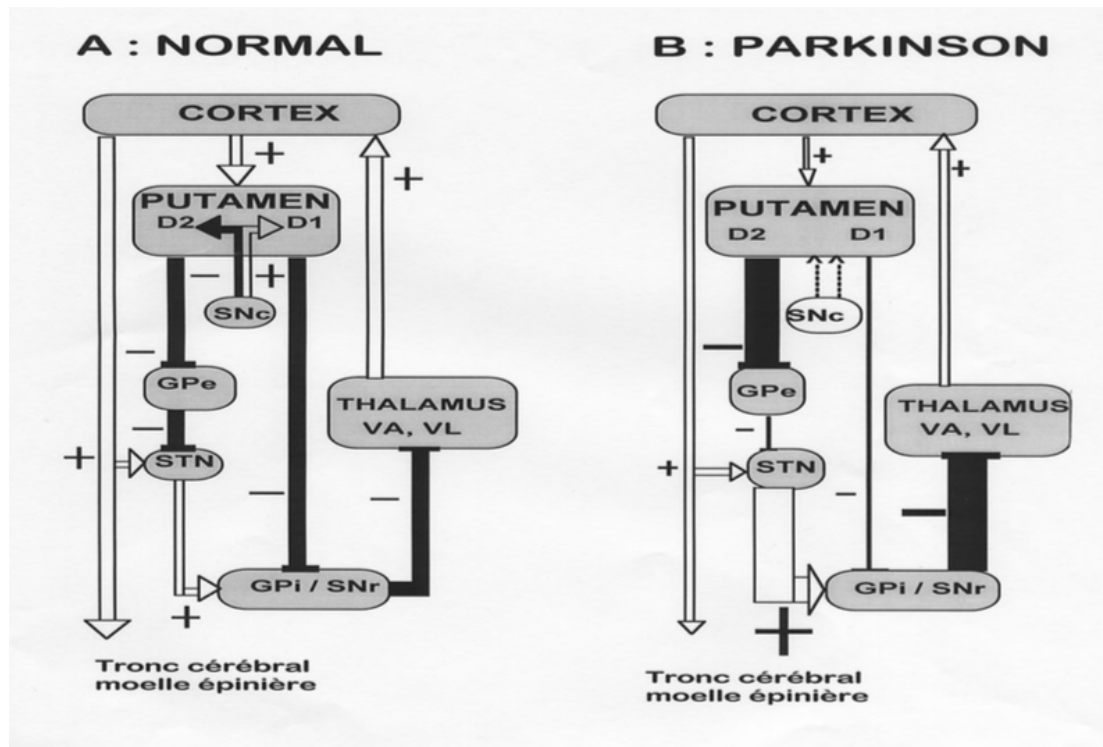 A : NORMAL
CORTEX
+
+
PUTAMEN
D2 D1
− +
SNc
−
GPe
−
THALAMUS
VA, VL
+
STN
−
−
GPi / SNr
+
Tronc cérébral
moelle épinière
B : PARKINSON
CORTEX
+
+
PUTAMEN
D2 D1
SNc
−
GPe
−
THALAMUS
VA, VL
+
STN
−
−
GPi / SNr
+
Tronc cérébral
moelle épinière